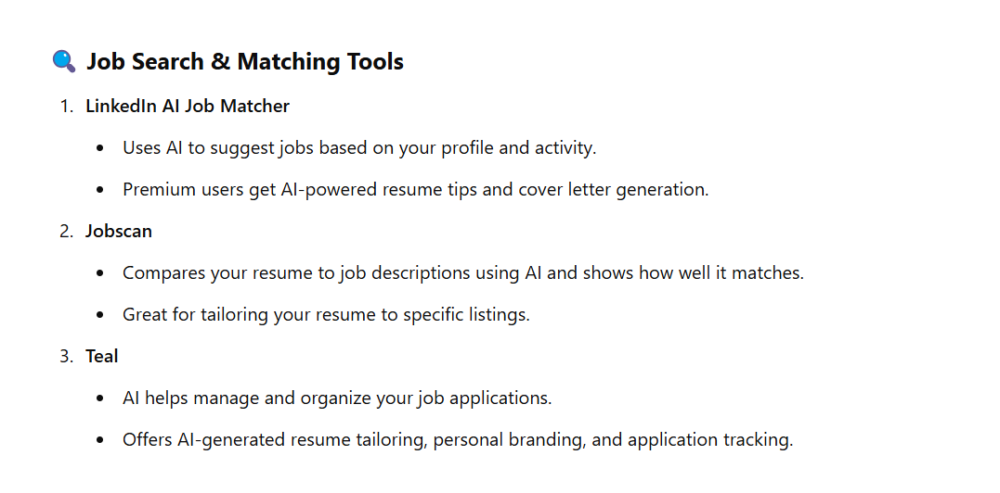 🔍 Job Search & Matching Tools
1. LinkedIn AI Job Matcher
• Uses AI to suggest jobs based on your profile and activity.
• Premium users get AI-powered resume tips and cover letter generation.
2. Jobscan
• Compares your resume to job descriptions using AI and shows how well it matches.
• Great for tailoring your resume to specific listings.
3. Teal
• AI helps manage and organize your job applications.
• Offers AI-generated resume tailoring, personal branding, and application tracking.